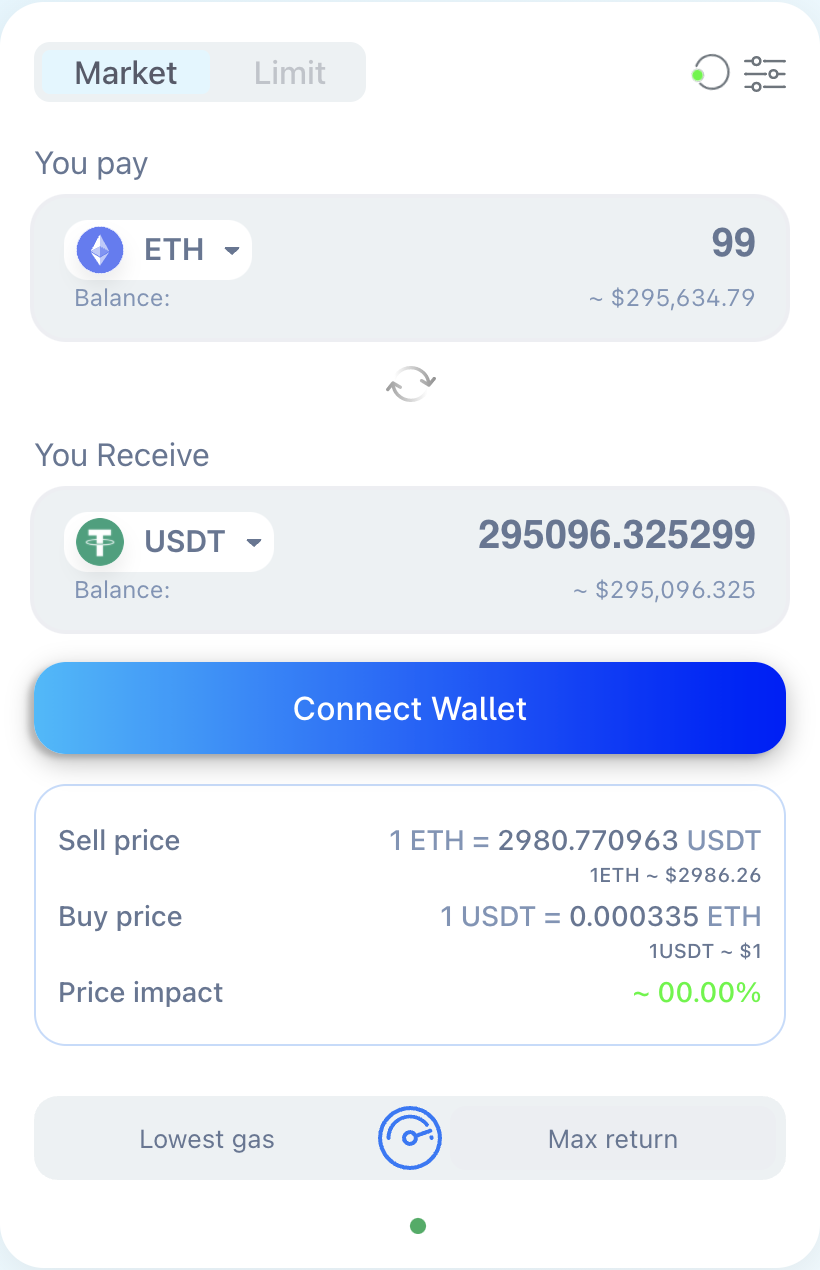 Market Limit
You pay
ETH 99
Balance: ~ $295,634.79
You Receive
USDT 295096.325299
Balance: ~ $295,096.325
Connect Wallet
Sell price 1 ETH = 2980.770963 USDT
1ETH ~ $2986.26
Buy price 1 USDT = 0.000335 ETH
1USDT ~ $1
Price impact ~ 00.00%
Lowest gas Max return